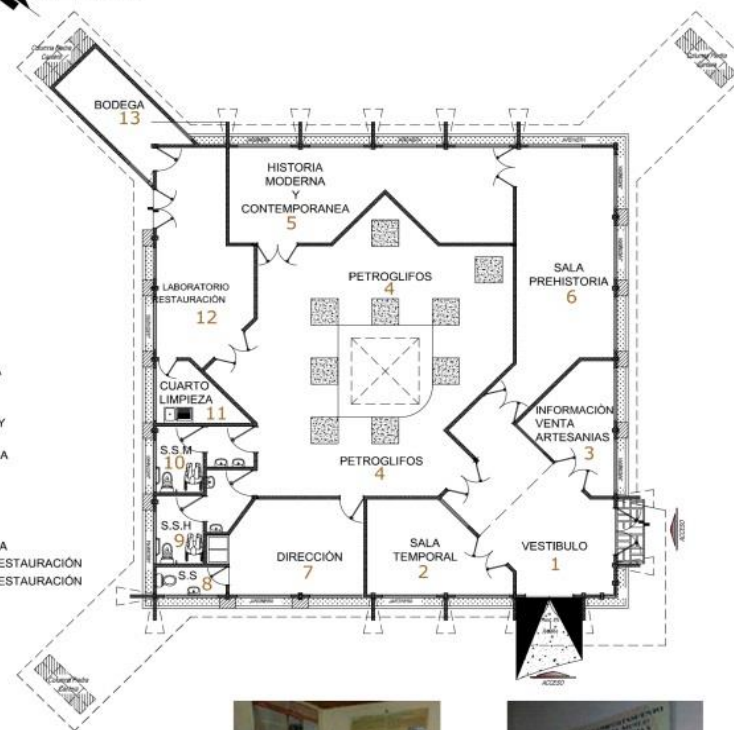 BODEGA
13
HISTORIA
MODERNA
Y
CONTEMPORANEA
5
PETROGLIFOS
4
SALA
PREHISTORIA
6
LABORATORIO
RESTAURACIÓN
12
CUARTO
LIMPIEZA
11
INFORMACIÓN
VENTA
ARTESANIAS
3
S.S.M
10
PETROGLIFOS
4
S.S.H
9
DIRECCIÓN
7
SALA
TEMPORAL
2
VESTIBULO
1
S.S
8
ACCESO
ACCESO
Y
A
A
ESTAURACIÓN
ESTAURACIÓN